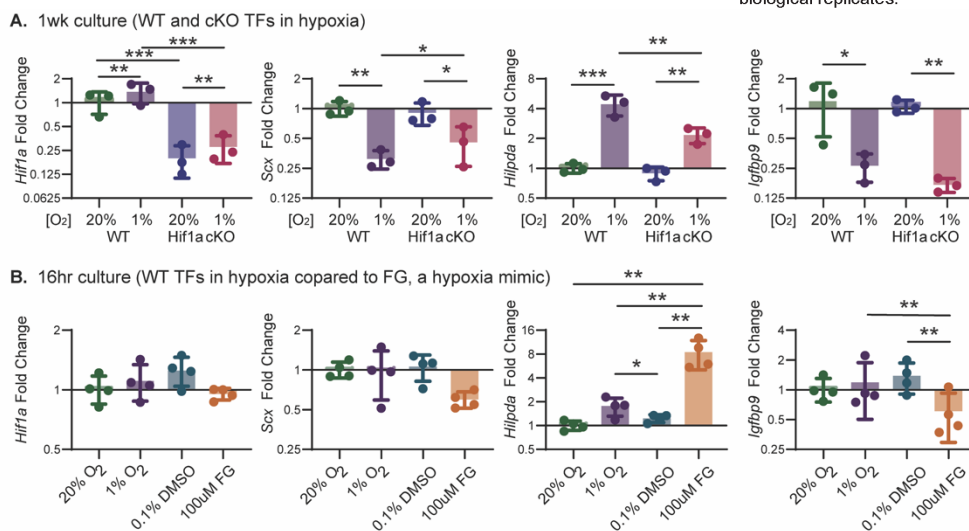 biological replicates.
A. 1wk culture (WT and cKO TFs in hypoxia)
Hif1a Fold Change
2
1
0.5
0.25
0.125
0.0625
***
***
**
**
[O₂]
20% 1% 20% 1%
WT Hif1a cKO
Scx Fold Change
2
1
0.5
0.25
0.125
*
**
*
20% 1% 20% 1%
WT Hif1a cKO
Hilpda Fold Change
8
4
2
1
0.5
**
***
**
[O₂]
20% 1% 20% 1%
WT Hif1a cKO
Igfbp9 Fold Change
2
1
0.5
0.25
0.125
*
**
20% 1% 20% 1%
WT Hif1a cKO
B. 16hr culture (WT TFs in hypoxia copared to FG, a hypoxia mimic)
Hif1a Fold Change
2
1
0.5
20% O2
1% O2
0.1% DMSO
100uM FG
Scx Fold Change
2
1
0.5
0.25
20% O2
1% O2
0.1% DMSO
100uM FG
Hilpda Fold Change
16
8
4
2
1
0.5
**
**
**
*
20% O2
1% O2
0.1% DMSO
100uM FG
Igfbp9 Fold Change
4
2
1
0.5
0.25
**
**
20% O2
1% O2
0.1% DMSO
100uM FG